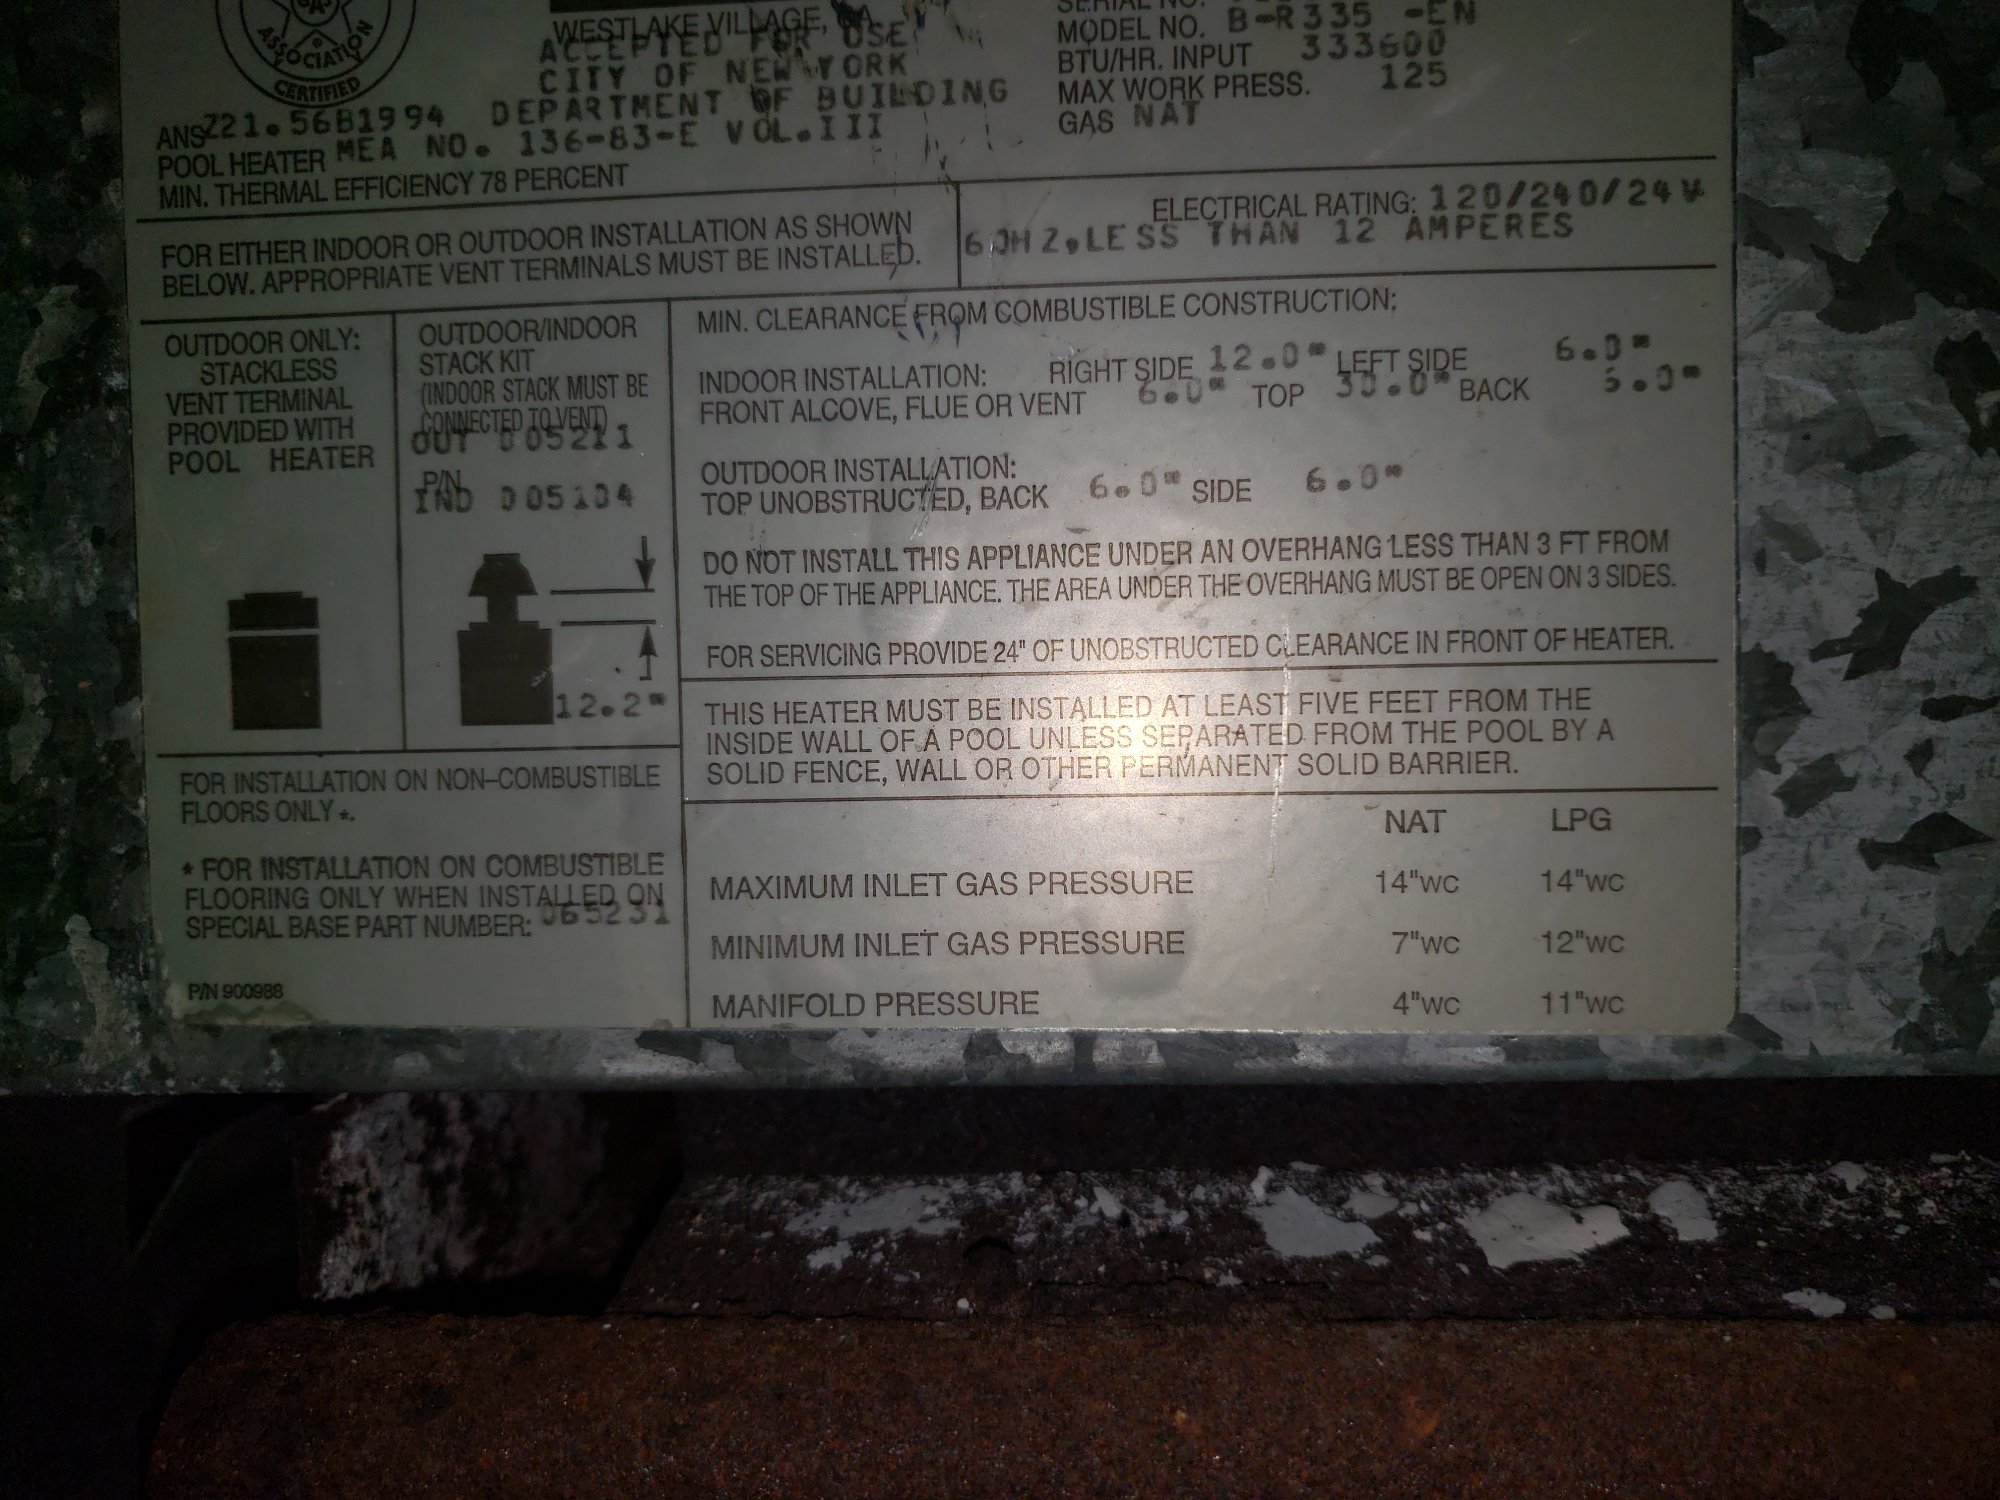 GAS
ASSOCIATION
CERTIFIED
WESTLAKE VILLAGE, CA
ACCEPTED FOR USE
CITY OF NEW YORK
DEPARTMENT OF BUILDING
ANSZ21.56B1994
POOL HEATER MEA NO. 136-83-E VOL.III
MIN. THERMAL EFFICIENCY 78 PERCENT
SERIAL NO.
MODEL NO. B-R335 -EN
BTU/HR. INPUT 333600
MAX WORK PRESS. 125
GAS NAT
FOR EITHER INDOOR OR OUTDOOR INSTALLATION AS SHOWN
BELOW. APPROPRIATE VENT TERMINALS MUST BE INSTALLED.
ELECTRICAL RATING: 120/240/24V
60HZ,LESS THAN 12 AMPERES
OUTDOOR ONLY:
STACKLESS
VENT TERMINAL
PROVIDED WITH
POOL HEATER
OUTDOOR/INDOOR
STACK KIT
(INDOOR STACK MUST BE
CONNECTED TO VENT)
OUT 005211
P/N
IND 005104
12.2"
MIN. CLEARANCE FROM COMBUSTIBLE CONSTRUCTION:
INDOOR INSTALLATION: RIGHT SIDE 12.0" LEFT SIDE 6.0"
FRONT ALCOVE, FLUE OR VENT 6.0" TOP 30.0" BACK
OUTDOOR INSTALLATION:
TOP UNOBSTRUCTED, BACK 6.0" SIDE 6.0"
DO NOT INSTALL THIS APPLIANCE UNDER AN OVERHANG LESS THAN 3 FT FROM
THE TOP OF THE APPLIANCE. THE AREA UNDER THE OVERHANG MUST BE OPEN ON 3 SIDES.
FOR SERVICING PROVIDE 24" OF UNOBSTRUCTED CLEARANCE IN FRONT OF HEATER.
THIS HEATER MUST BE INSTALLED AT LEAST FIVE FEET FROM THE
INSIDE WALL OF A POOL UNLESS SEPARATED FROM THE POOL BY A
SOLID FENCE, WALL OR OTHER PERMANENT SOLID BARRIER.
FOR INSTALLATION ON NON-COMBUSTIBLE
FLOORS ONLY *.
* FOR INSTALLATION ON COMBUSTIBLE
FLOORING ONLY WHEN INSTALLED ON
SPECIAL BASE PART NUMBER: 065231
P/N 900988
NAT LPG
MAXIMUM INLET GAS PRESSURE 14"WC 14"WC
MINIMUM INLET GAS PRESSURE 7"WC 12"WC
MANIFOLD PRESSURE 4"WC 11"WC